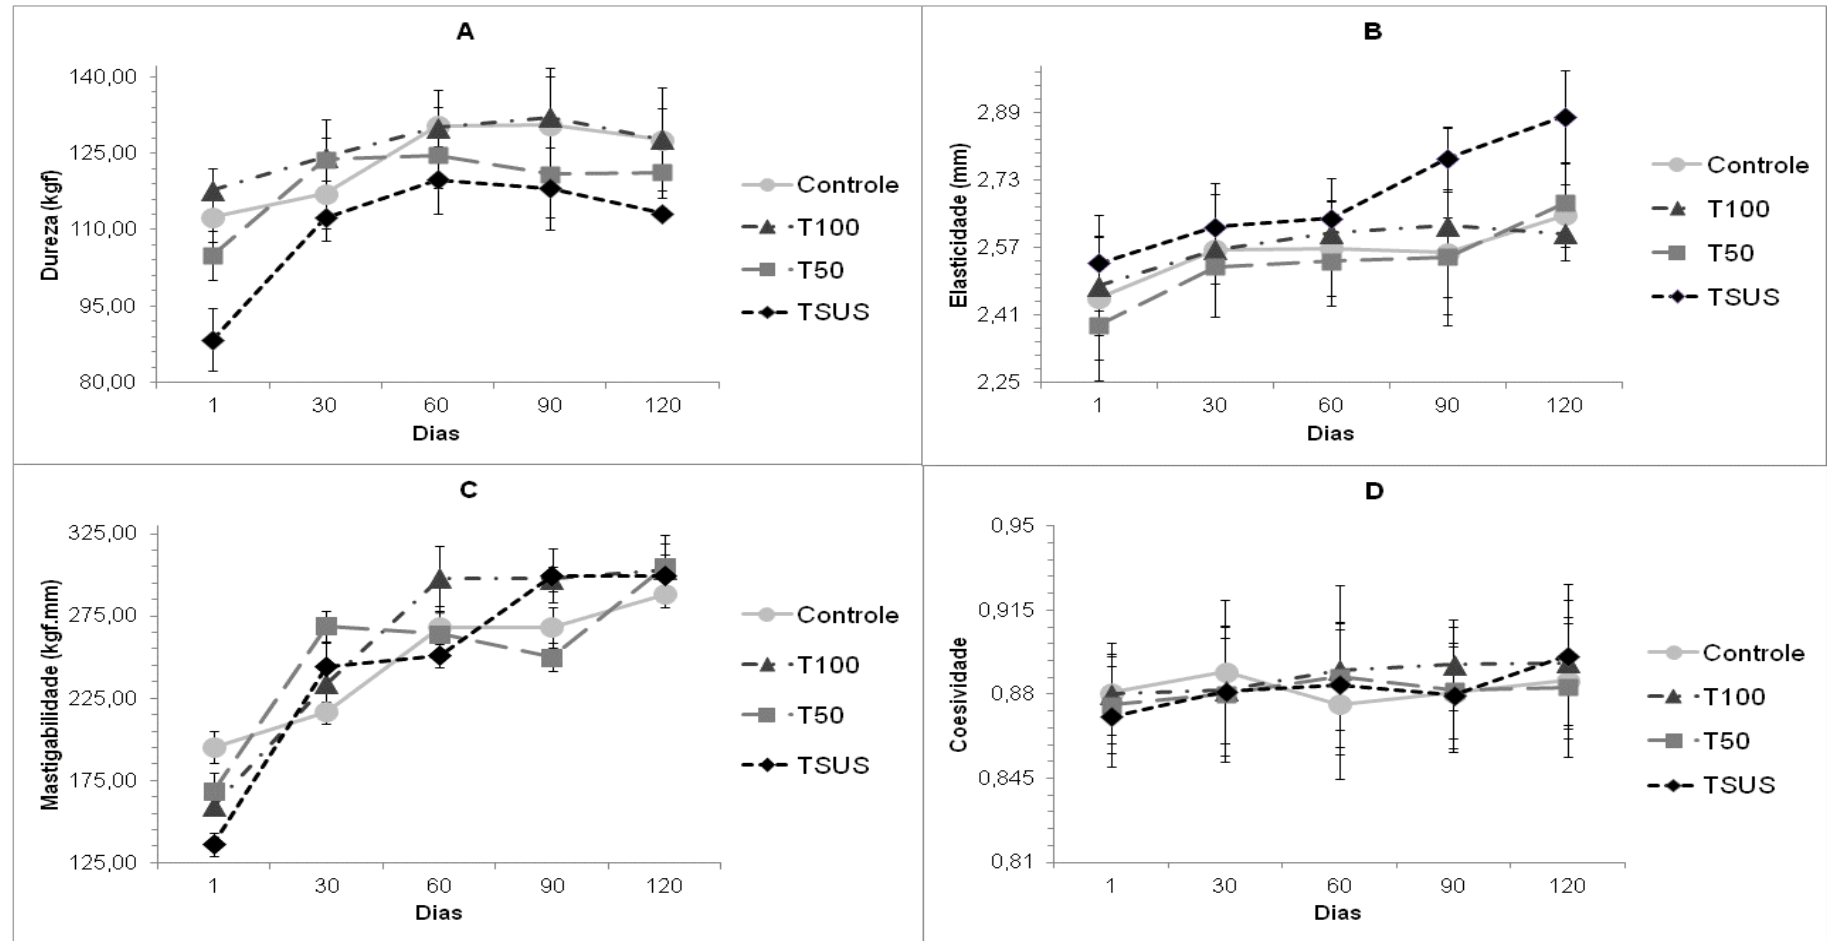 A
Dureza (kgf)
140,00
125,00
110,00
95,00
80,00
1 30 60 90 120
Dias
Controle
T100
T50
TSUS
B
Elasticidade (mm)
2,89
2,73
2,57
2,41
2,25
1 30 60 90 120
Dias
Controle
T100
T50
TSUS
C
Mastigabilidade (kgf.mm)
325,00
275,00
225,00
175,00
125,00
1 30 60 90 120
Dias
Controle
T100
T50
TSUS
D
Coesividade
0,95
0,915
0,88
0,845
0,81
1 30 60 90 120
Dias
Controle
T100
T50
TSUS